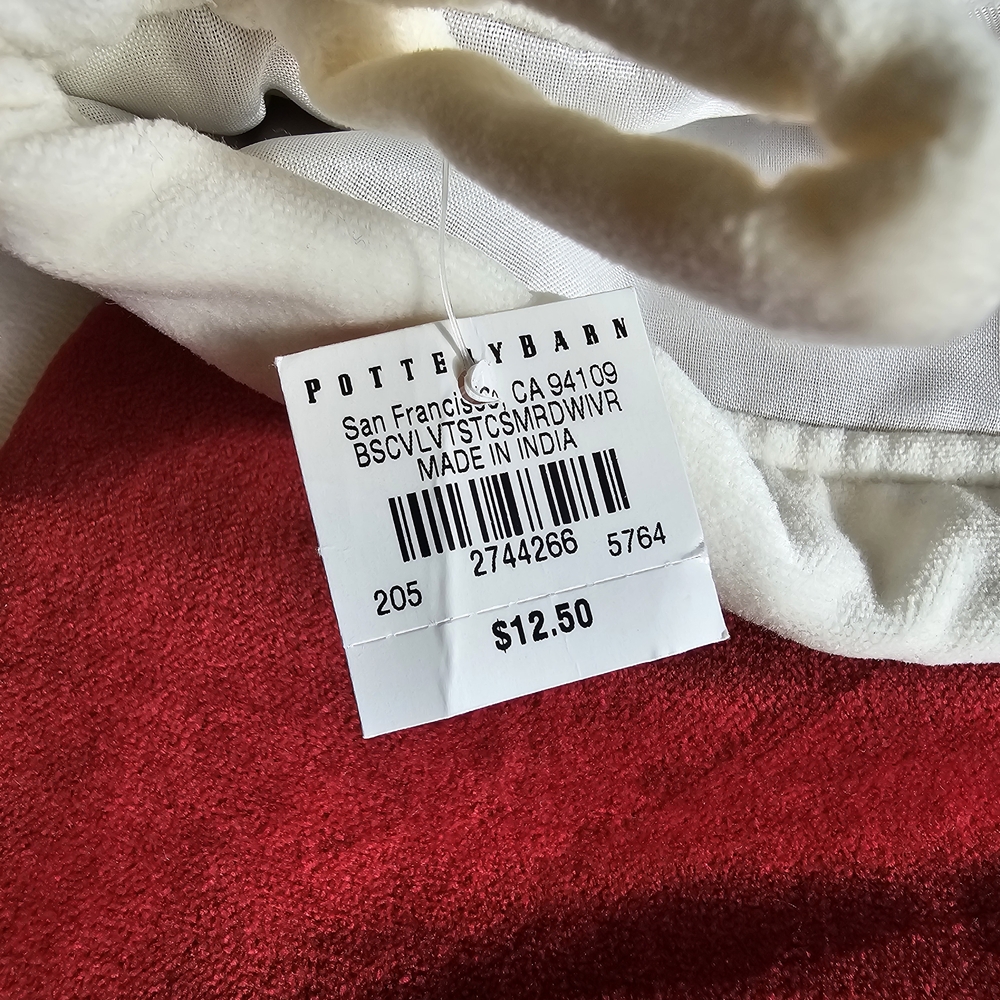 POTTERYBARN
San Francisco, CA 94109
BSCVLVTSTCSMRDWIVR
MADE IN INDIA
2744266 5764
205
$12.50